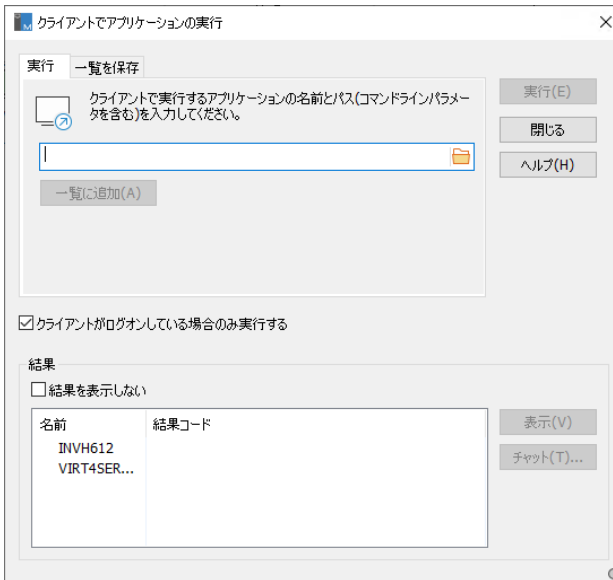 クライアントでアプリケーションの実行
実行
一覧を保存
クライアントで実行するアプリケーションの名前とパス(コマンドラインパラメー
タを含む)を入力してください。
一覧に追加(A)
実行(E)
閉じる
ヘルプ(H)
クライアントがログオンしている場合のみ実行する
結果
結果を表示しない
名前 結果コード
INVH612
VIRT4SER...
表示(V)
チャット(T)...